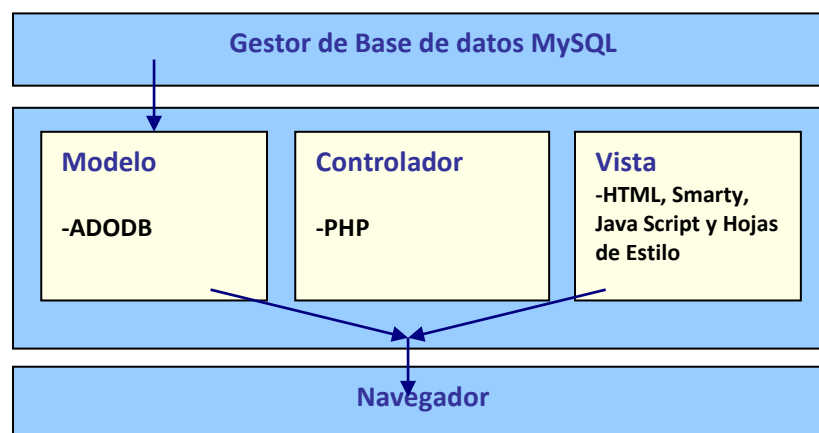 Gestor de Base de datos MySQL
Modelo
-ADODB
Controlador
-PHP
Vista
-HTML, Smarty,
Java Script y Hojas
de Estilo
Navegador